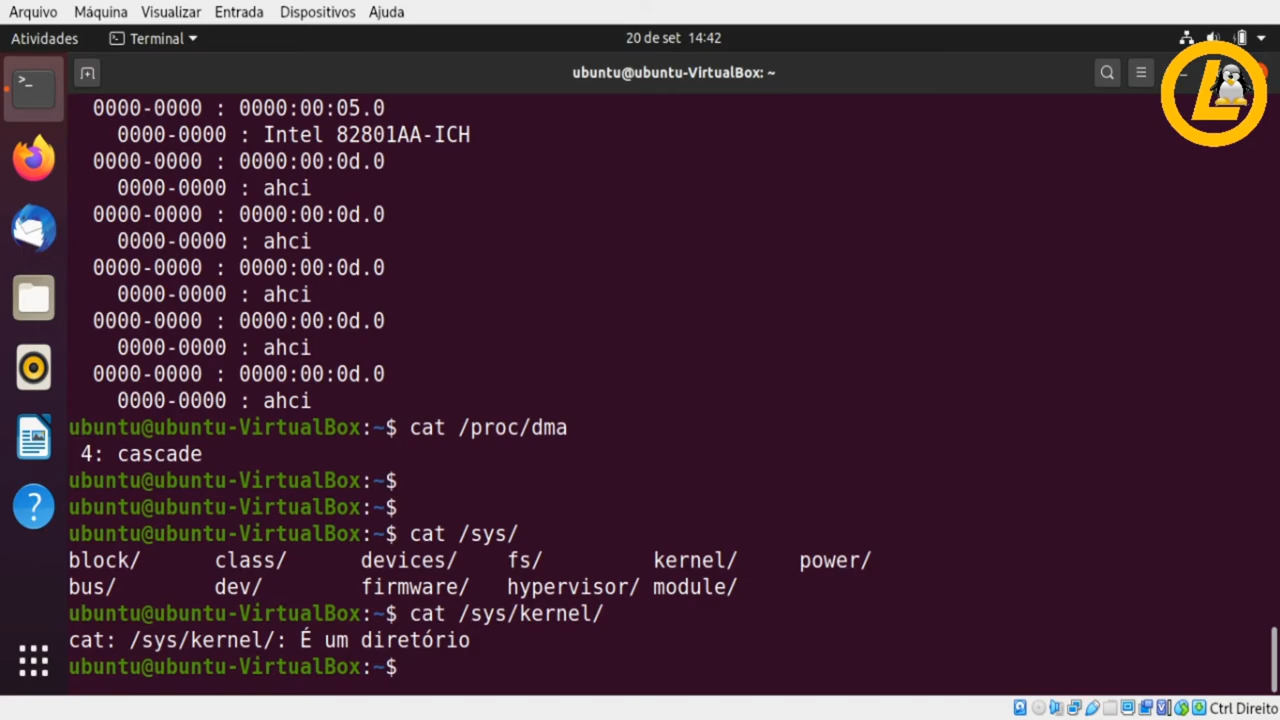 Arquivo Máquina Visualizar Entrada Dispositivos Ajuda
Atividades Terminal 20 de set 14:42
ubuntu@ubuntu-VirtualBox: ~
0000-0000 : 0000:00:05.0
0000-0000 : Intel 82801AA-ICH
0000-0000 : 0000:00:0d.0
0000-0000 : ahci
0000-0000 : 0000:00:0d.0
0000-0000 : ahci
0000-0000 : 0000:00:0d.0
0000-0000 : ahci
0000-0000 : 0000:00:0d.0
0000-0000 : ahci
0000-0000 : 0000:00:0d.0
0000-0000 : ahci
ubuntu@ubuntu-VirtualBox:~$ cat /proc/dma
4: cascade
ubuntu@ubuntu-VirtualBox:~$
ubuntu@ubuntu-VirtualBox:~$
ubuntu@ubuntu-VirtualBox:~$ cat /sys/
block/ class/ devices/ fs/ kernel/ power/
bus/ dev/ firmware/ hypervisor/ module/
ubuntu@ubuntu-VirtualBox:~$ cat /sys/kernel/
cat: /sys/kernel/: É um diretório
ubuntu@ubuntu-VirtualBox:~$
Ctrl Direito